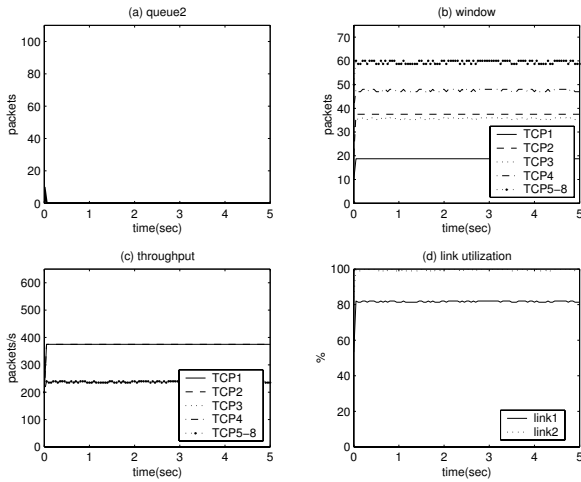 (a) queue2
110
100
80
60
40
20
0
packets
0 1 2 3 4 5
time(sec)
(b) window
70
60
50
40
30
20
10
0
packets
TCP1
TCP2
TCP3
TCP4
TCP5-8
0 1 2 3 4 5
time(sec)
(c) throughput
600
500
400
300
200
100
0
packets/s
TCP1
TCP2
TCP3
TCP4
TCP5-8
0 1 2 3 4 5
time(sec)
(d) link utilization
100
80
60
40
20
0
%
link1
link2
0 1 2 3 4 5
time(sec)